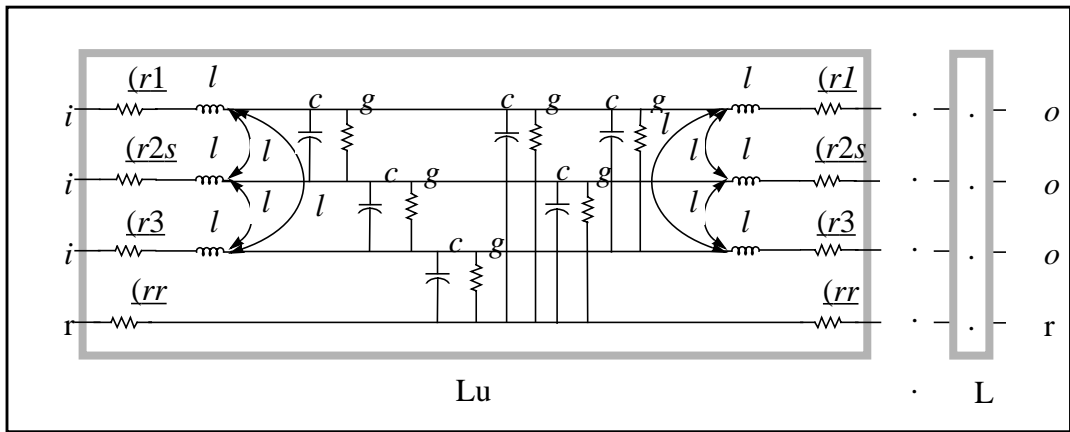 (r1 l l (r1
i c g c g c g l . . o
(r2s l l l l (r2s
i l c g c g l . . o
(r3 l l l (r3
i c g . . o
(rr (rr
r . . r
Lu . L